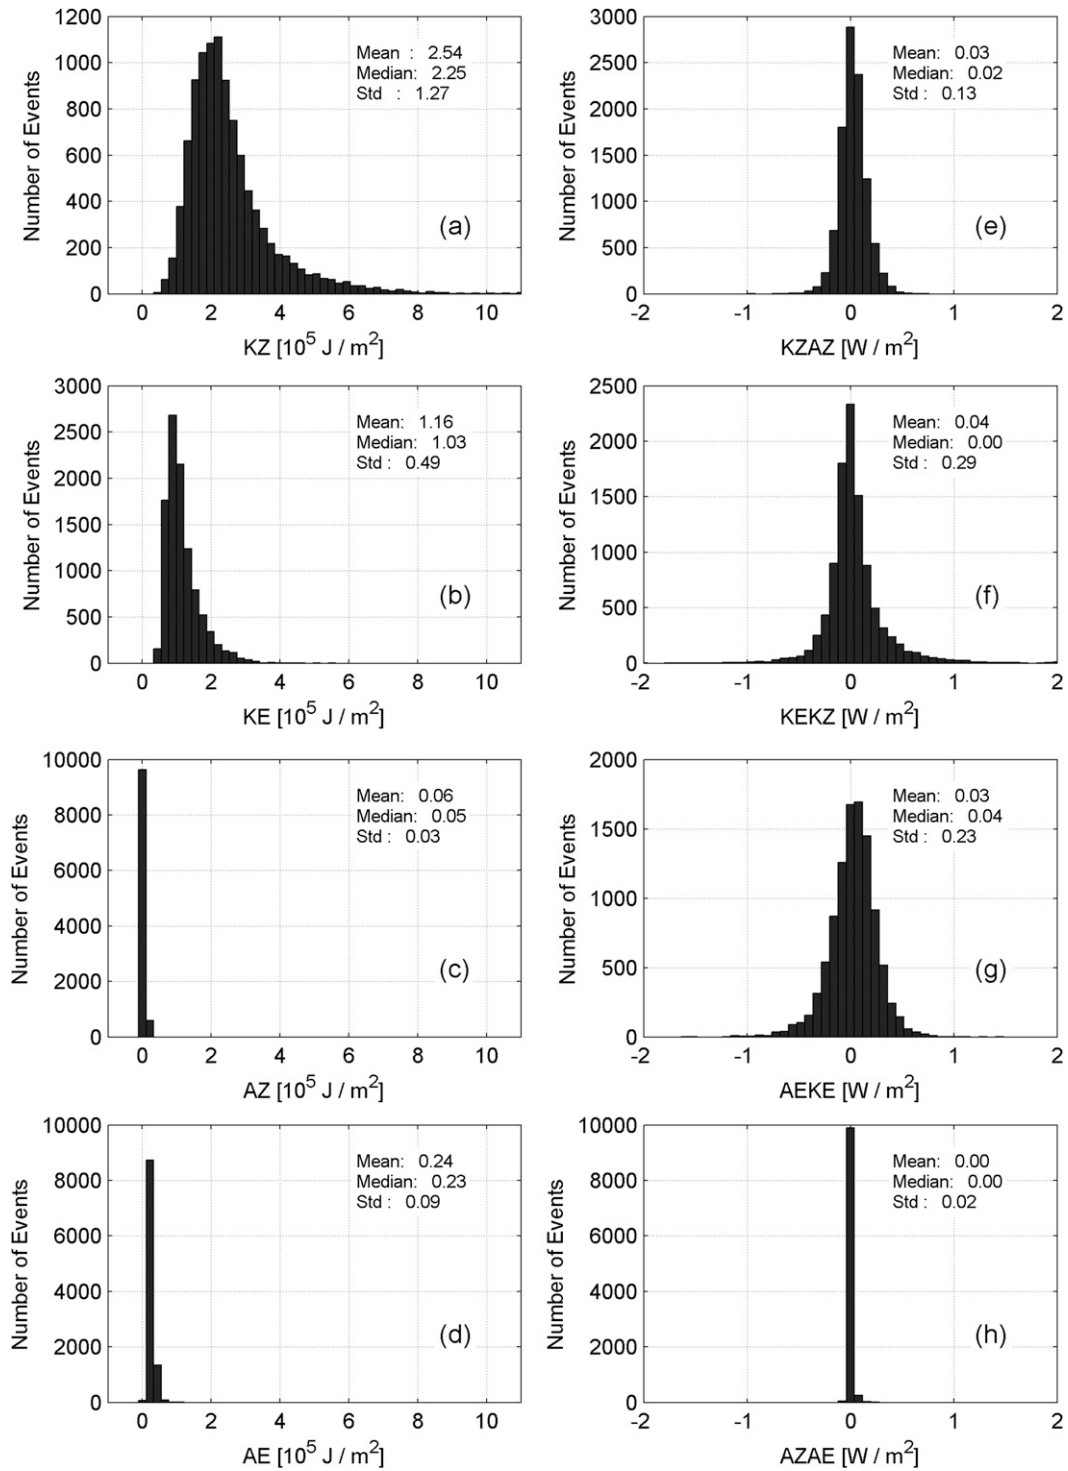 1200
1000
800
600
400
200
0
Number of Events
Mean : 2.54
Median: 2.25
Std : 1.27
(a)
0 2 4 6 8 10
KZ [10^5 J / m^2]
3000
2500
2000
1500
1000
500
0
Number of Events
Mean: 0.03
Median: 0.02
Std : 0.13
(e)
-2 -1 0 1 2
KZAZ [W / m^2]
3000
2500
2000
1500
1000
500
0
Number of Events
Mean: 1.16
Median: 1.03
Std : 0.49
(b)
0 2 4 6 8 10
KE [10^5 J / m^2]
2500
2000
1500
1000
500
0
Number of Events
Mean: 0.04
Median: 0.00
Std : 0.29
(f)
-2 -1 0 1 2
KEKZ [W / m^2]
10000
8000
6000
4000
2000
0
Number of Events
Mean: 0.06
Median: 0.05
Std : 0.03
(c)
0 2 4 6 8 10
AZ [10^5 J / m^2]
2000
1500
1000
500
0
Number of Events
Mean: 0.03
Median: 0.04
Std : 0.23
(g)
-2 -1 0 1 2
AEKE [W / m^2]
10000
8000
6000
4000
2000
0
Number of Events
Mean: 0.24
Median: 0.23
Std : 0.09
(d)
0 2 4 6 8 10
AE [10^5 J / m^2]
10000
8000
6000
4000
2000
0
Number of Events
Mean: 0.00
Median: 0.00
Std : 0.02
(h)
-2 -1 0 1 2
AZAE [W / m^2]